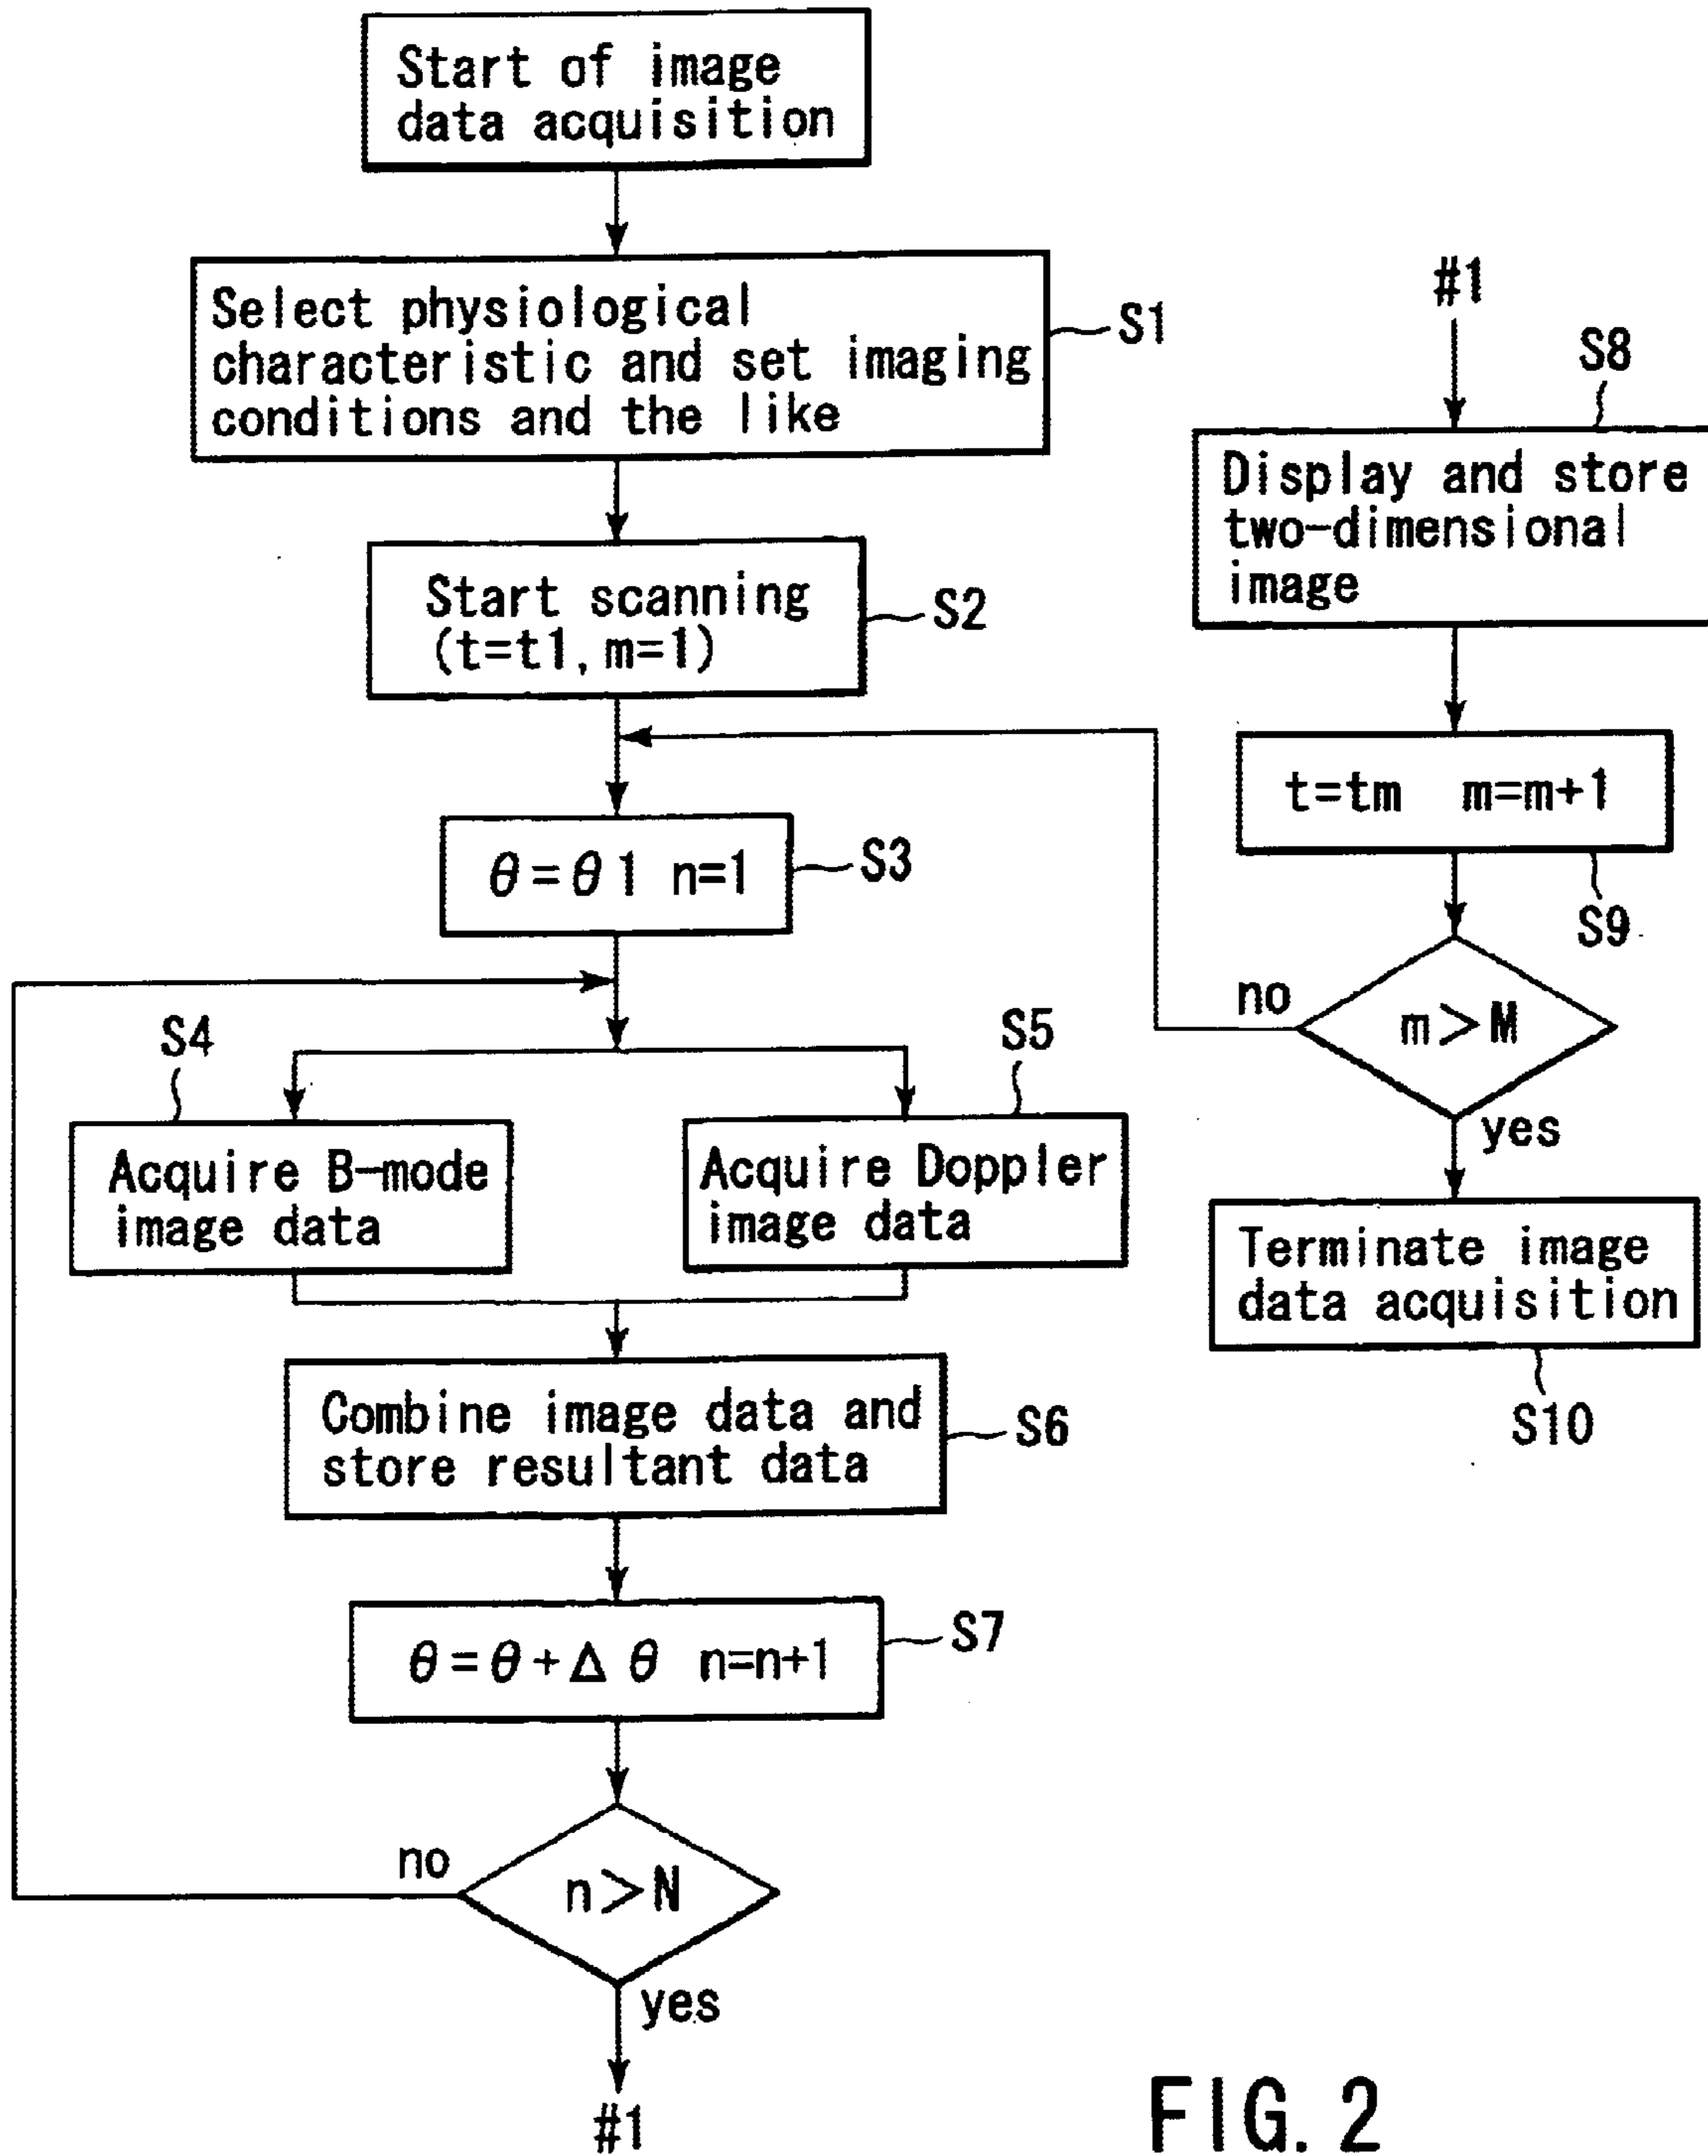 Start of image
data acquisition
Select physiological
characteristic and set imaging
conditions and the like
S1
Start scanning
(t=t1, m=1)
S2
θ=θ1 n=1
S3
S4
Acquire B-mode
image data
S5
Acquire Doppler
image data
Combine image data and
store resultant data
S6
θ=θ+Δθ n=n+1
S7
no
n>N
yes
#1
#1
S8
Display and store
two-dimensional
image
t=tm m=m+1
S9
no
m>M
yes
Terminate image
data acquisition
S10
FIG. 2